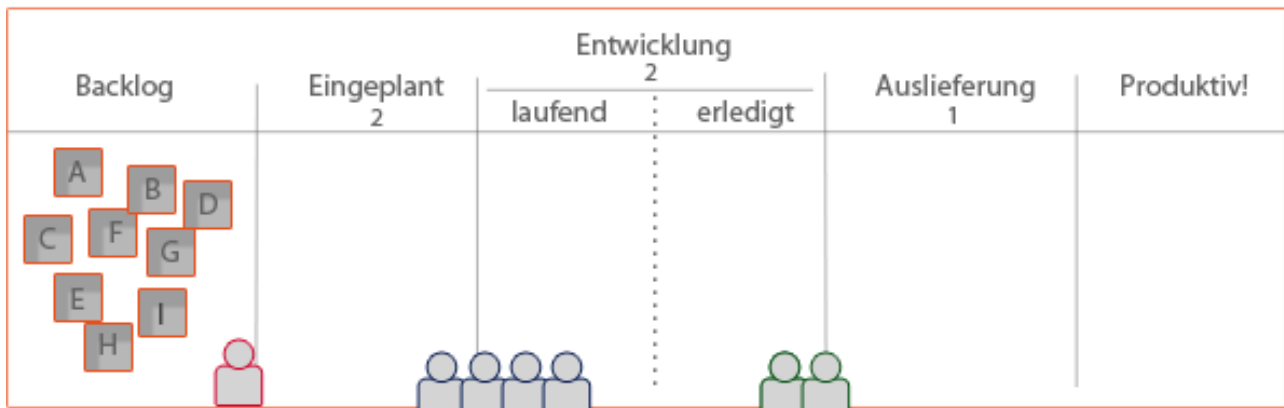 Entwicklung
2
Backlog
Eingeplant
2
laufend
erledigt
Auslieferung
1
Produktiv!
A
B
D
C
F
G
E
I
H